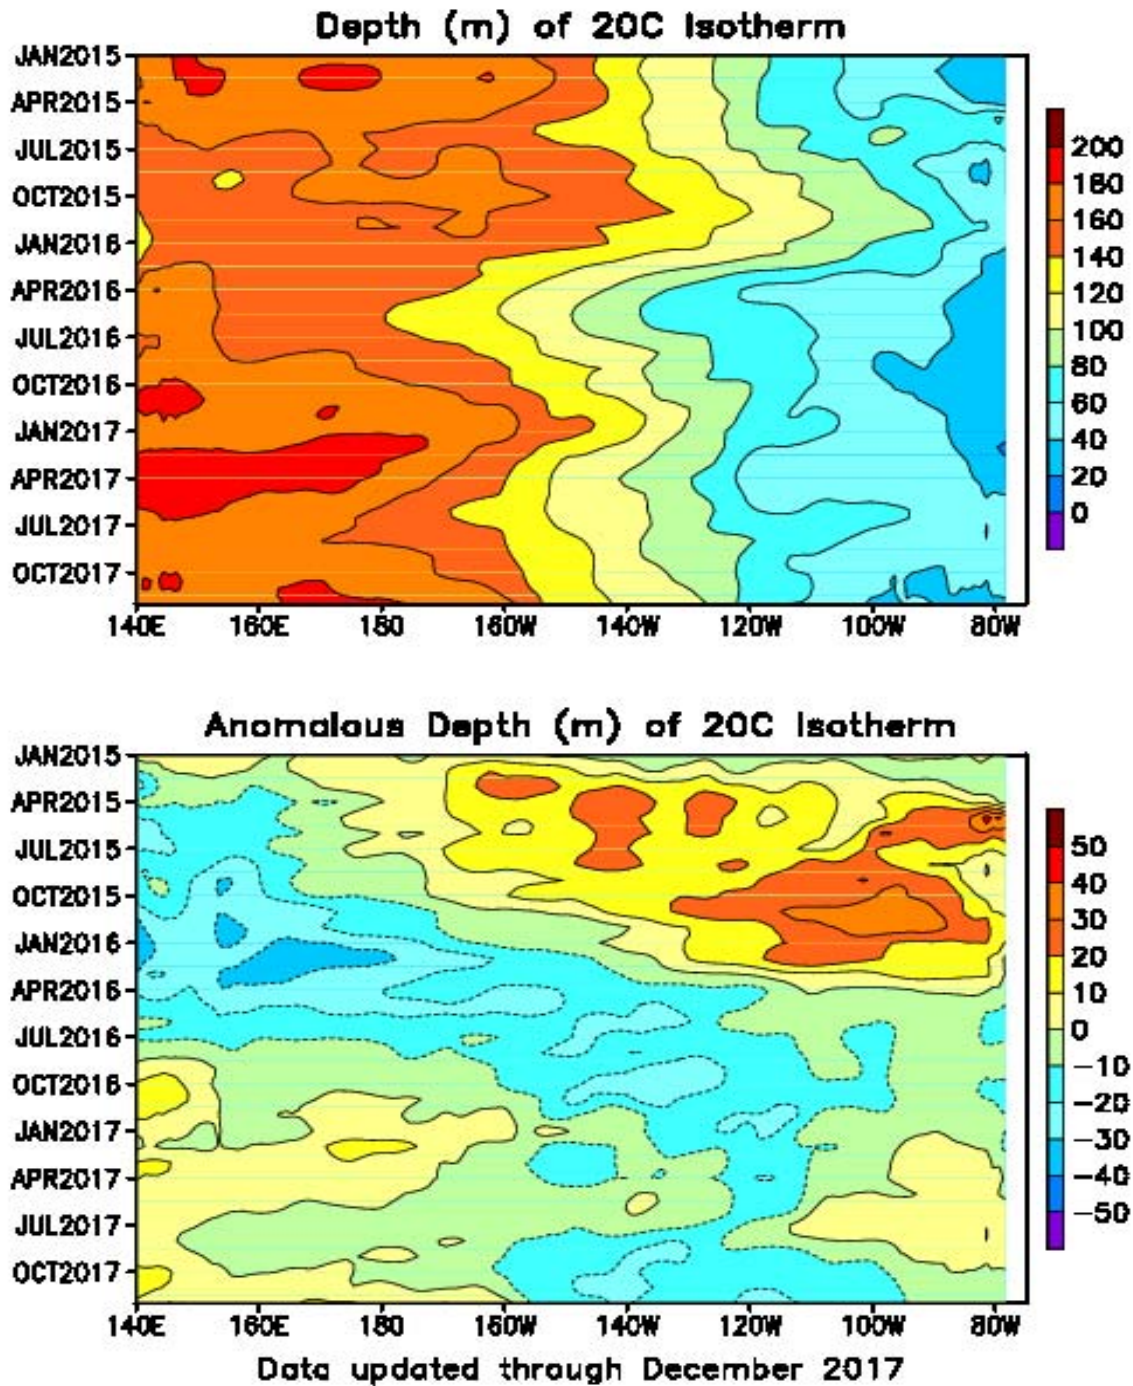 Depth (m) of 20C Isotherm
JAN2015
APR2015
JUL2015
OCT2015
JAN2016
APR2016
JUL2016
OCT2016
JAN2017
APR2017
JUL2017
OCT2017
140E 160E 180 160W 140W 120W 100W 80W
200
180
160
140
120
100
80
60
40
20
0
Anomalous Depth (m) of 20C Isotherm
JAN2015
APR2015
JUL2015
OCT2015
JAN2016
APR2016
JUL2016
OCT2016
JAN2017
APR2017
JUL2017
OCT2017
140E 160E 180 160W 140W 120W 100W 80W
50
40
30
20
10
0
-10
-20
-30
-40
-50
Data updated through December 2017